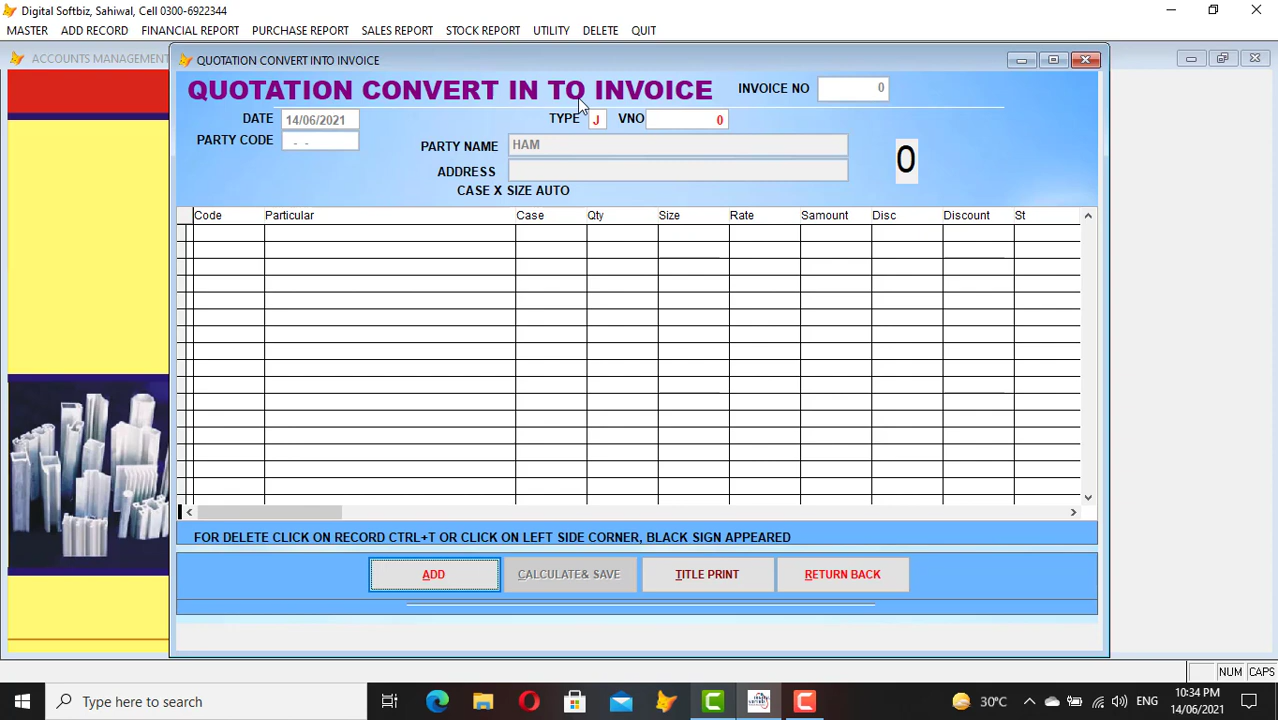 Digital Softbiz, Sahiwal, Cell 0300-6922344
MASTER ADD RECORD FINANCIAL REPORT PURCHASE REPORT SALES REPORT STOCK REPORT UTILITY DELETE QUIT
ACCOUNTS MANAGEMENT
QUOTATION CONVERT INTO INVOICE
QUOTATION CONVERT IN TO INVOICE INVOICE NO 0
DATE 14/06/2021 TYPE J VNO 0
PARTY CODE - -
PARTY NAME HAM
0
ADDRESS
CASE X SIZE AUTO
Code Particular Case Qty Size Rate Samount Disc Discount St
FOR DELETE CLICK ON RECORD CTRL+T OR CLICK ON LEFT SIDE CORNER, BLACK SIGN APPEARED
ADD CALCULATE& SAVE TITLE PRINT RETURN BACK
NUM CAPS
Type here to search 30°C ENG 10:34 PM
14/06/2021